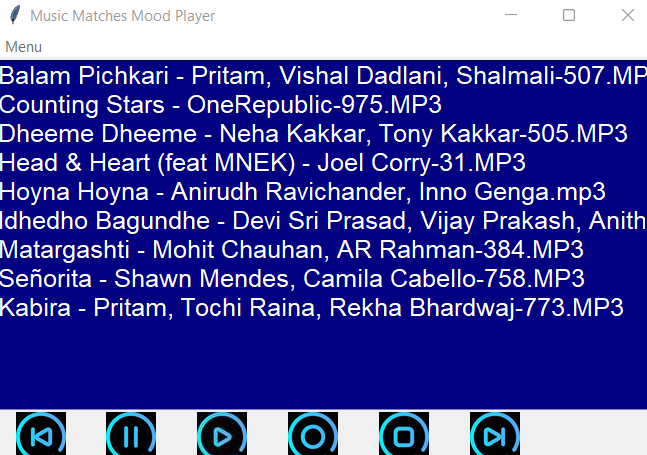 Music Matches Mood Player
Menu
Balam Pichkari - Pritam, Vishal Dadlani, Shalmali-507.MP
Counting Stars - OneRepublic-975.MP3
Dheeme Dheeme - Neha Kakkar, Tony Kakkar-505.MP3
Head & Heart (feat MNEK) - Joel Corry-31.MP3
Hoyna Hoyna - Anirudh Ravichander, Inno Genga.mp3
Idhedho Bagundhe - Devi Sri Prasad, Vijay Prakash, Anith
Matargashti - Mohit Chauhan, AR Rahman-384.MP3
Señorita - Shawn Mendes, Camila Cabello-758.MP3
Kabira - Pritam, Tochi Raina, Rekha Bhardwaj-773.MP3